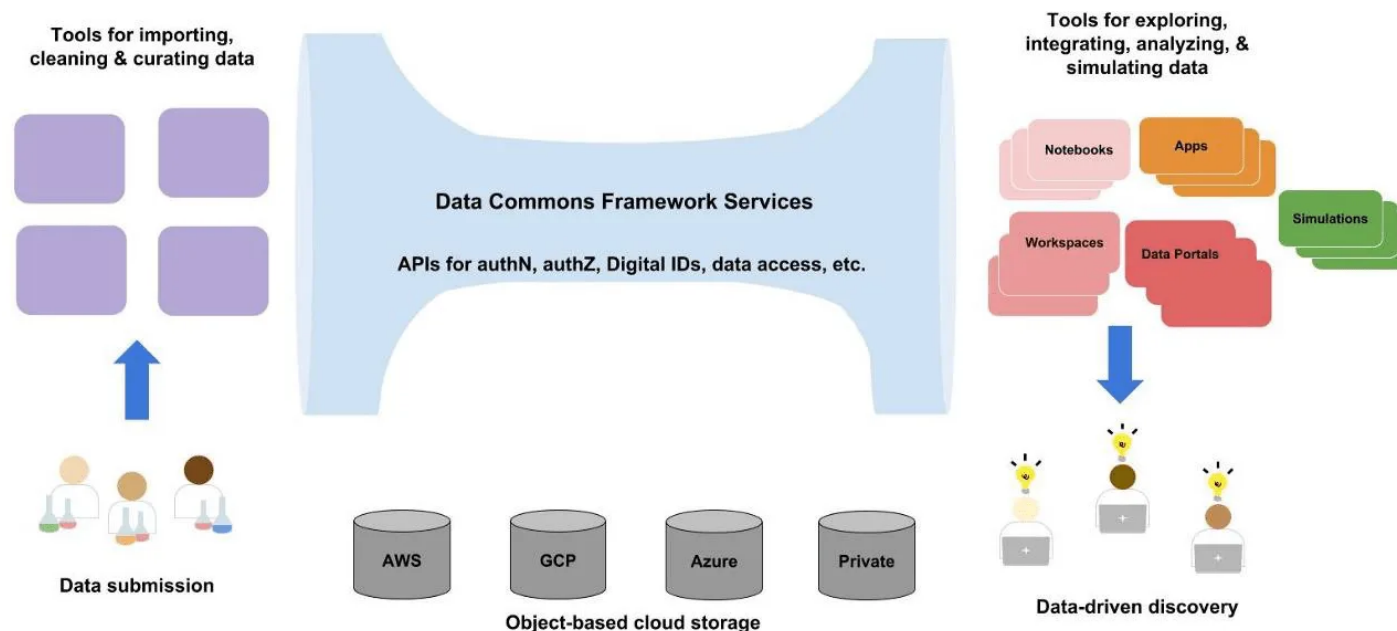 Tools for importing,
cleaning & curating data
Data submission
Data Commons Framework Services
APIs for authN, authZ, Digital IDs, data access, etc.
AWS
GCP
Azure
Private
Object-based cloud storage
Tools for exploring,
integrating, analyzing, &
simulating data
Notebooks
Apps
Simulations
Workspaces
Data Portals
Data-driven discovery